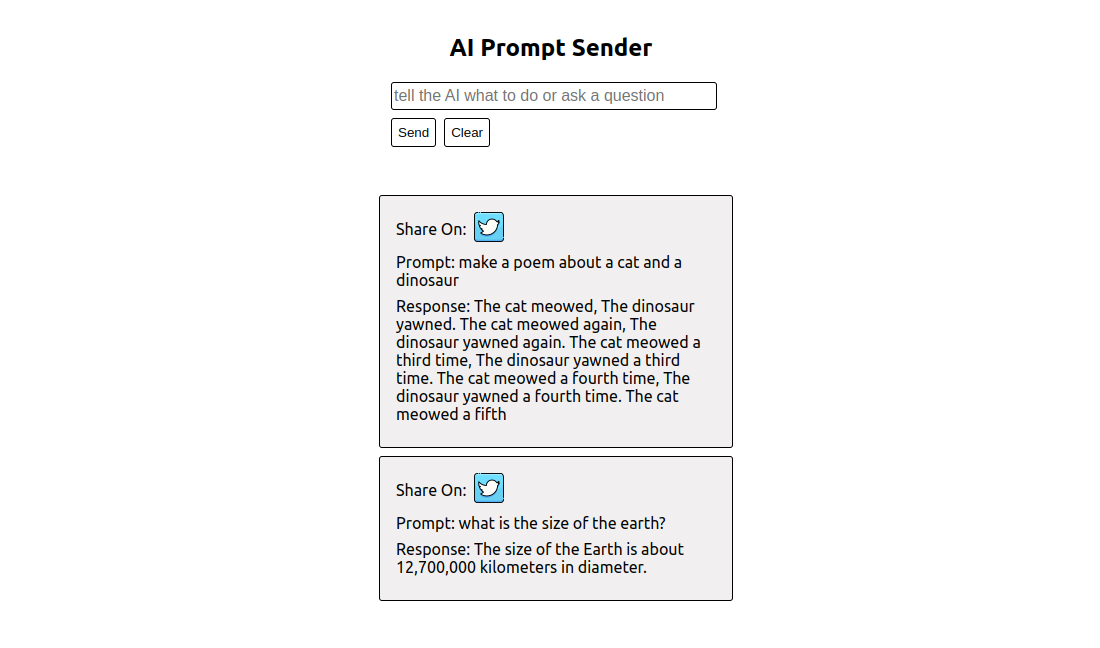 AI Prompt Sender
tell the AI what to do or ask a question
Send Clear
Share On:
Prompt: make a poem about a cat and a
dinosaur
Response: The cat meowed, The dinosaur
yawned. The cat meowed again, The
dinosaur yawned again. The cat meowed a
third time, The dinosaur yawned a third
time. The cat meowed a fourth time, The
dinosaur yawned a fourth time. The cat
meowed a fifth
Share On:
Prompt: what is the size of the earth?
Response: The size of the Earth is about
12,700,000 kilometers in diameter.